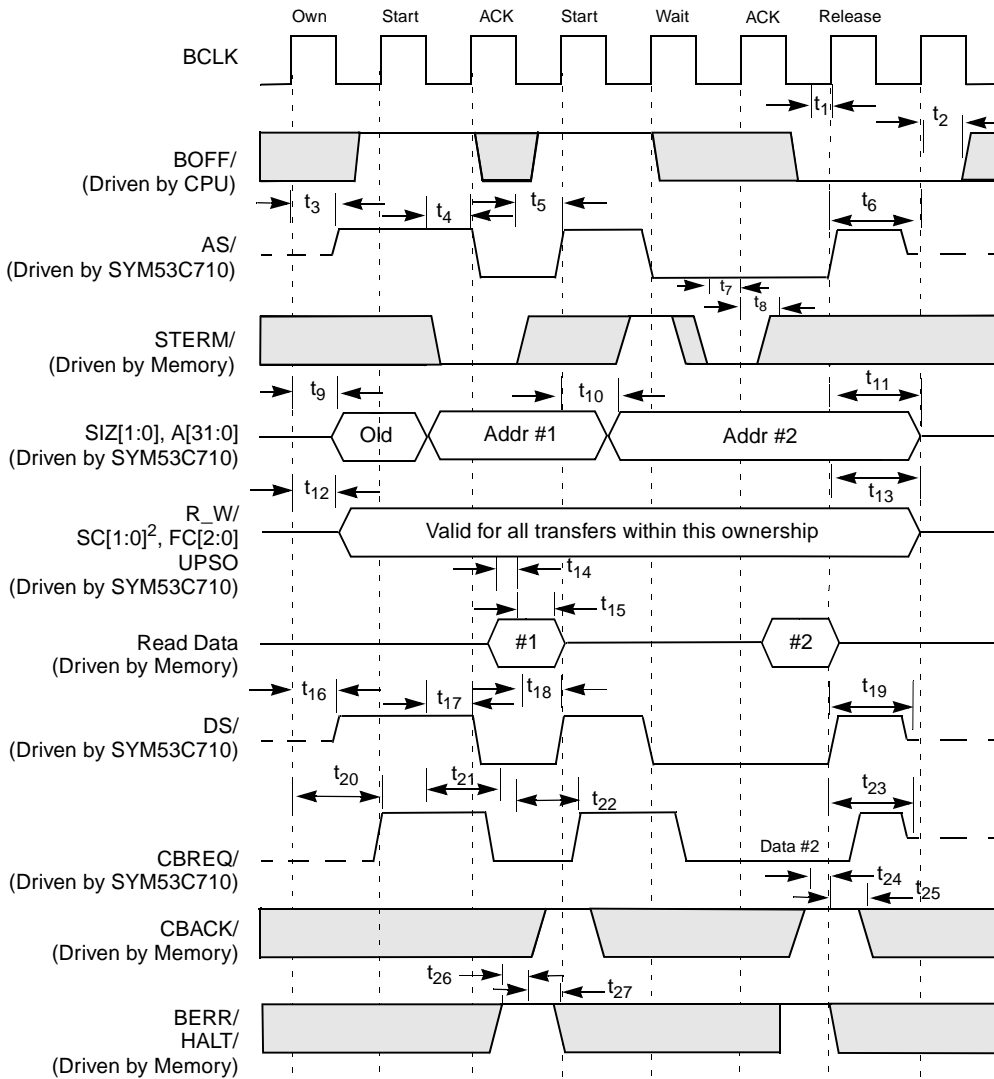 Own Start ACK Start Wait ACK Release
BCLK
t1
t2
BOFF/
(Driven by CPU)
t3 t4 t5 t6
AS/
(Driven by SYM53C710)
t7
t8
STERM/
(Driven by Memory)
t9 t10 t11
SIZ[1:0], A[31:0]
(Driven by SYM53C710)
Old Addr #1 Addr #2
t12 t13
R_W/
SC[1:0]2, FC[2:0]
UPSO
(Driven by SYM53C710)
Valid for all transfers within this ownership
t14
t15
Read Data
(Driven by Memory)
#1 #2
t16 t17 t18 t19
DS/
(Driven by SYM53C710)
t20 t21 t22 t23
CBREQ/
(Driven by SYM53C710)
Data #2
t24
t25
CBACK/
(Driven by Memory)
t26
t27
BERR/
HALT/
(Driven by Memory)